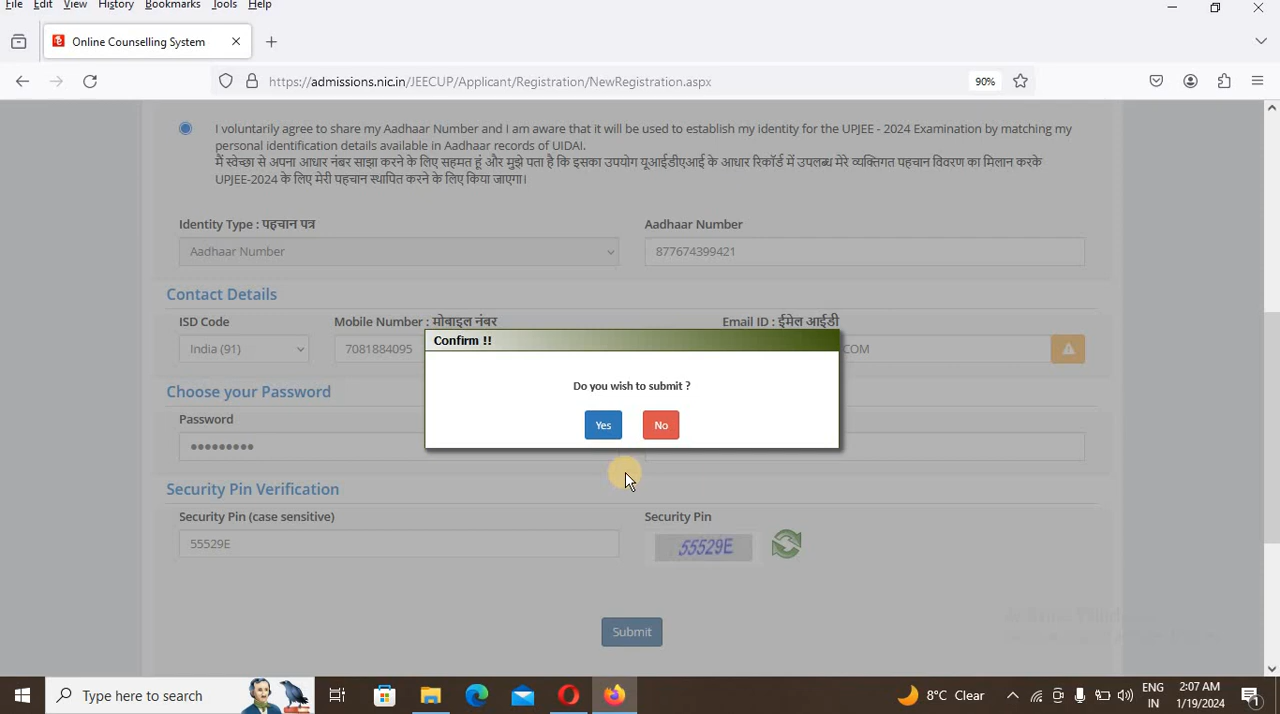 File Edit View History Bookmarks Tools Help
Online Counselling System
https://admissions.nic.in/JEECUP/Applicant/Registration/NewRegistration.aspx
90%
I voluntarily agree to share my Aadhaar Number and I am aware that it will be used to establish my identity for the UPJEE - 2024 Examination by matching my
personal identification details available in Aadhaar records of UIDAI.
मैं स्वेच्छा से अपना आधार नंबर साझा करने के लिए सहमत हूं और मुझे पता है कि इसका उपयोग यूआईडीएआई के आधार रिकॉर्ड में उपलब्ध मेरे व्यक्तिगत पहचान विवरण का मिलान करके
UPJEE-2024 के लिए मेरी पहचान स्थापित करने के लिए किया जाएगा।
Identity Type : पहचान पत्र Aadhaar Number
Aadhaar Number 877674399421
Contact Details
ISD Code Mobile Number : मोबाइल नंबर Email ID : ईमेल आईडी
India (91) 7081884095 COM
Confirm !!
Do you wish to submit ?
Yes No
Choose your Password
Password
Security Pin Verification
Security Pin (case sensitive) Security Pin
55529E 55529E
Submit
Type here to search
8°C Clear
ENG
IN
2:07 AM
1/19/2024
1